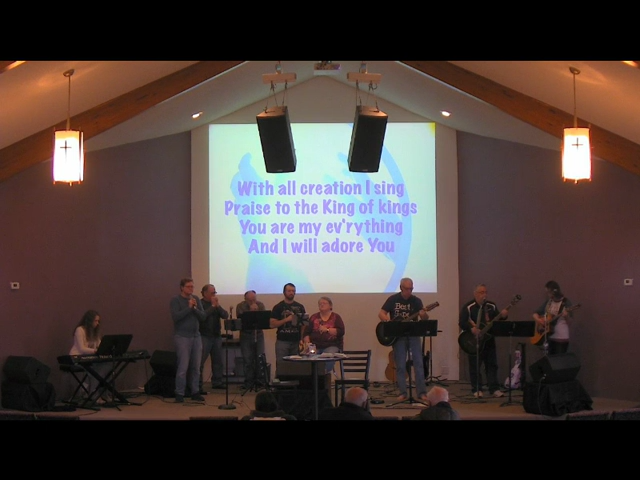 With all creation I sing
Praise to the King of kings
You are my ev'rything
And I will adore You